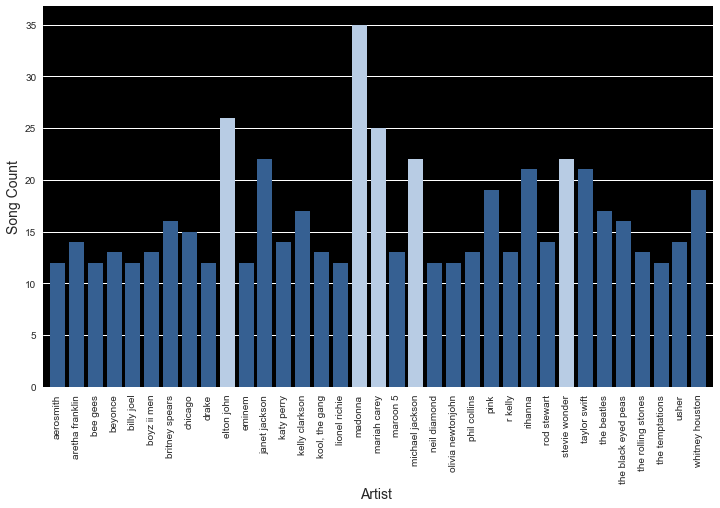 35
30
25
20
15
10
5
0
Song Count
aerosmith
aretha franklin
bee gees
beyonce
billy joel
boyz ii men
britney spears
chicago
drake
elton john
eminem
janet jackson
katy perry
kelly clarkson
kool, the gang
lionel richie
madonna
mariah carey
maroon 5
michael jackson
neil diamond
olivia newtonjohn
phil collins
pink
r kelly
rihanna
rod stewart
stevie wonder
taylor swift
the beatles
the black eyed peas
the rolling stones
the temptations
usher
whitney houston
Artist